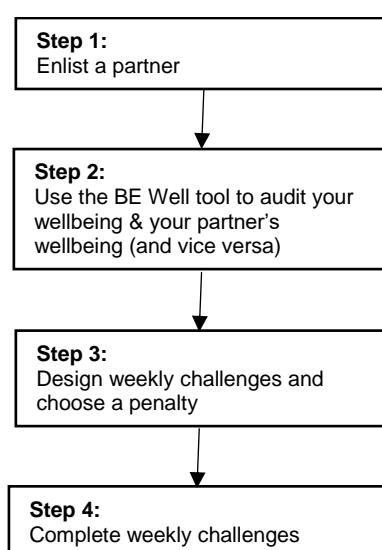 Step 1:
Enlist a partner
Step 2:
Use the BE Well tool to audit your
wellbeing & your partner's
wellbeing (and vice versa)
Step 3:
Design weekly challenges and
choose a penalty
Step 4:
Complete weekly challenges